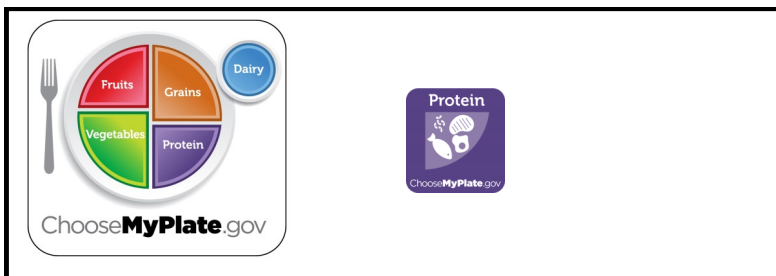 Dairy
Fruits
Grains
Vegetables
Protein
ChooseMyPlate.gov
Protein
ChooseMyPlate.gov